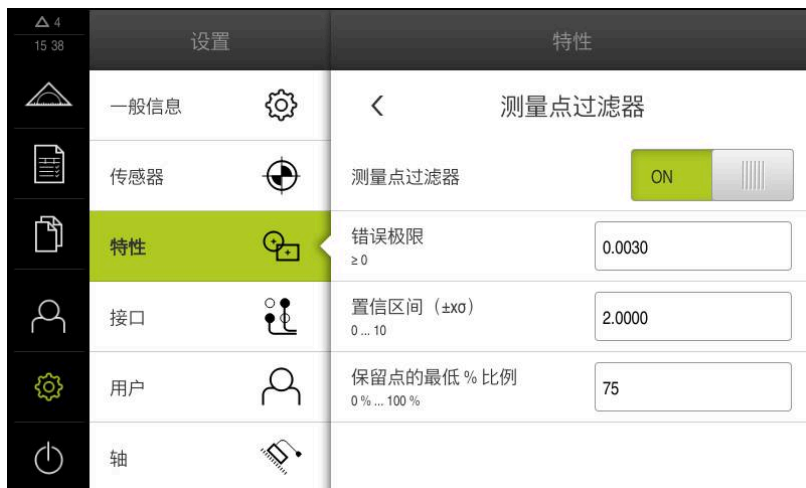 4
15 38
设置
特性
一般信息
测量点过滤器
传感器
测量点过滤器
ON
特性
错误极限
≥ 0
0.0030
接口
置信区间（±xσ）
0 ... 10
2.0000
用户
保留点的最低 % 比例
0 % ... 100 %
75
轴